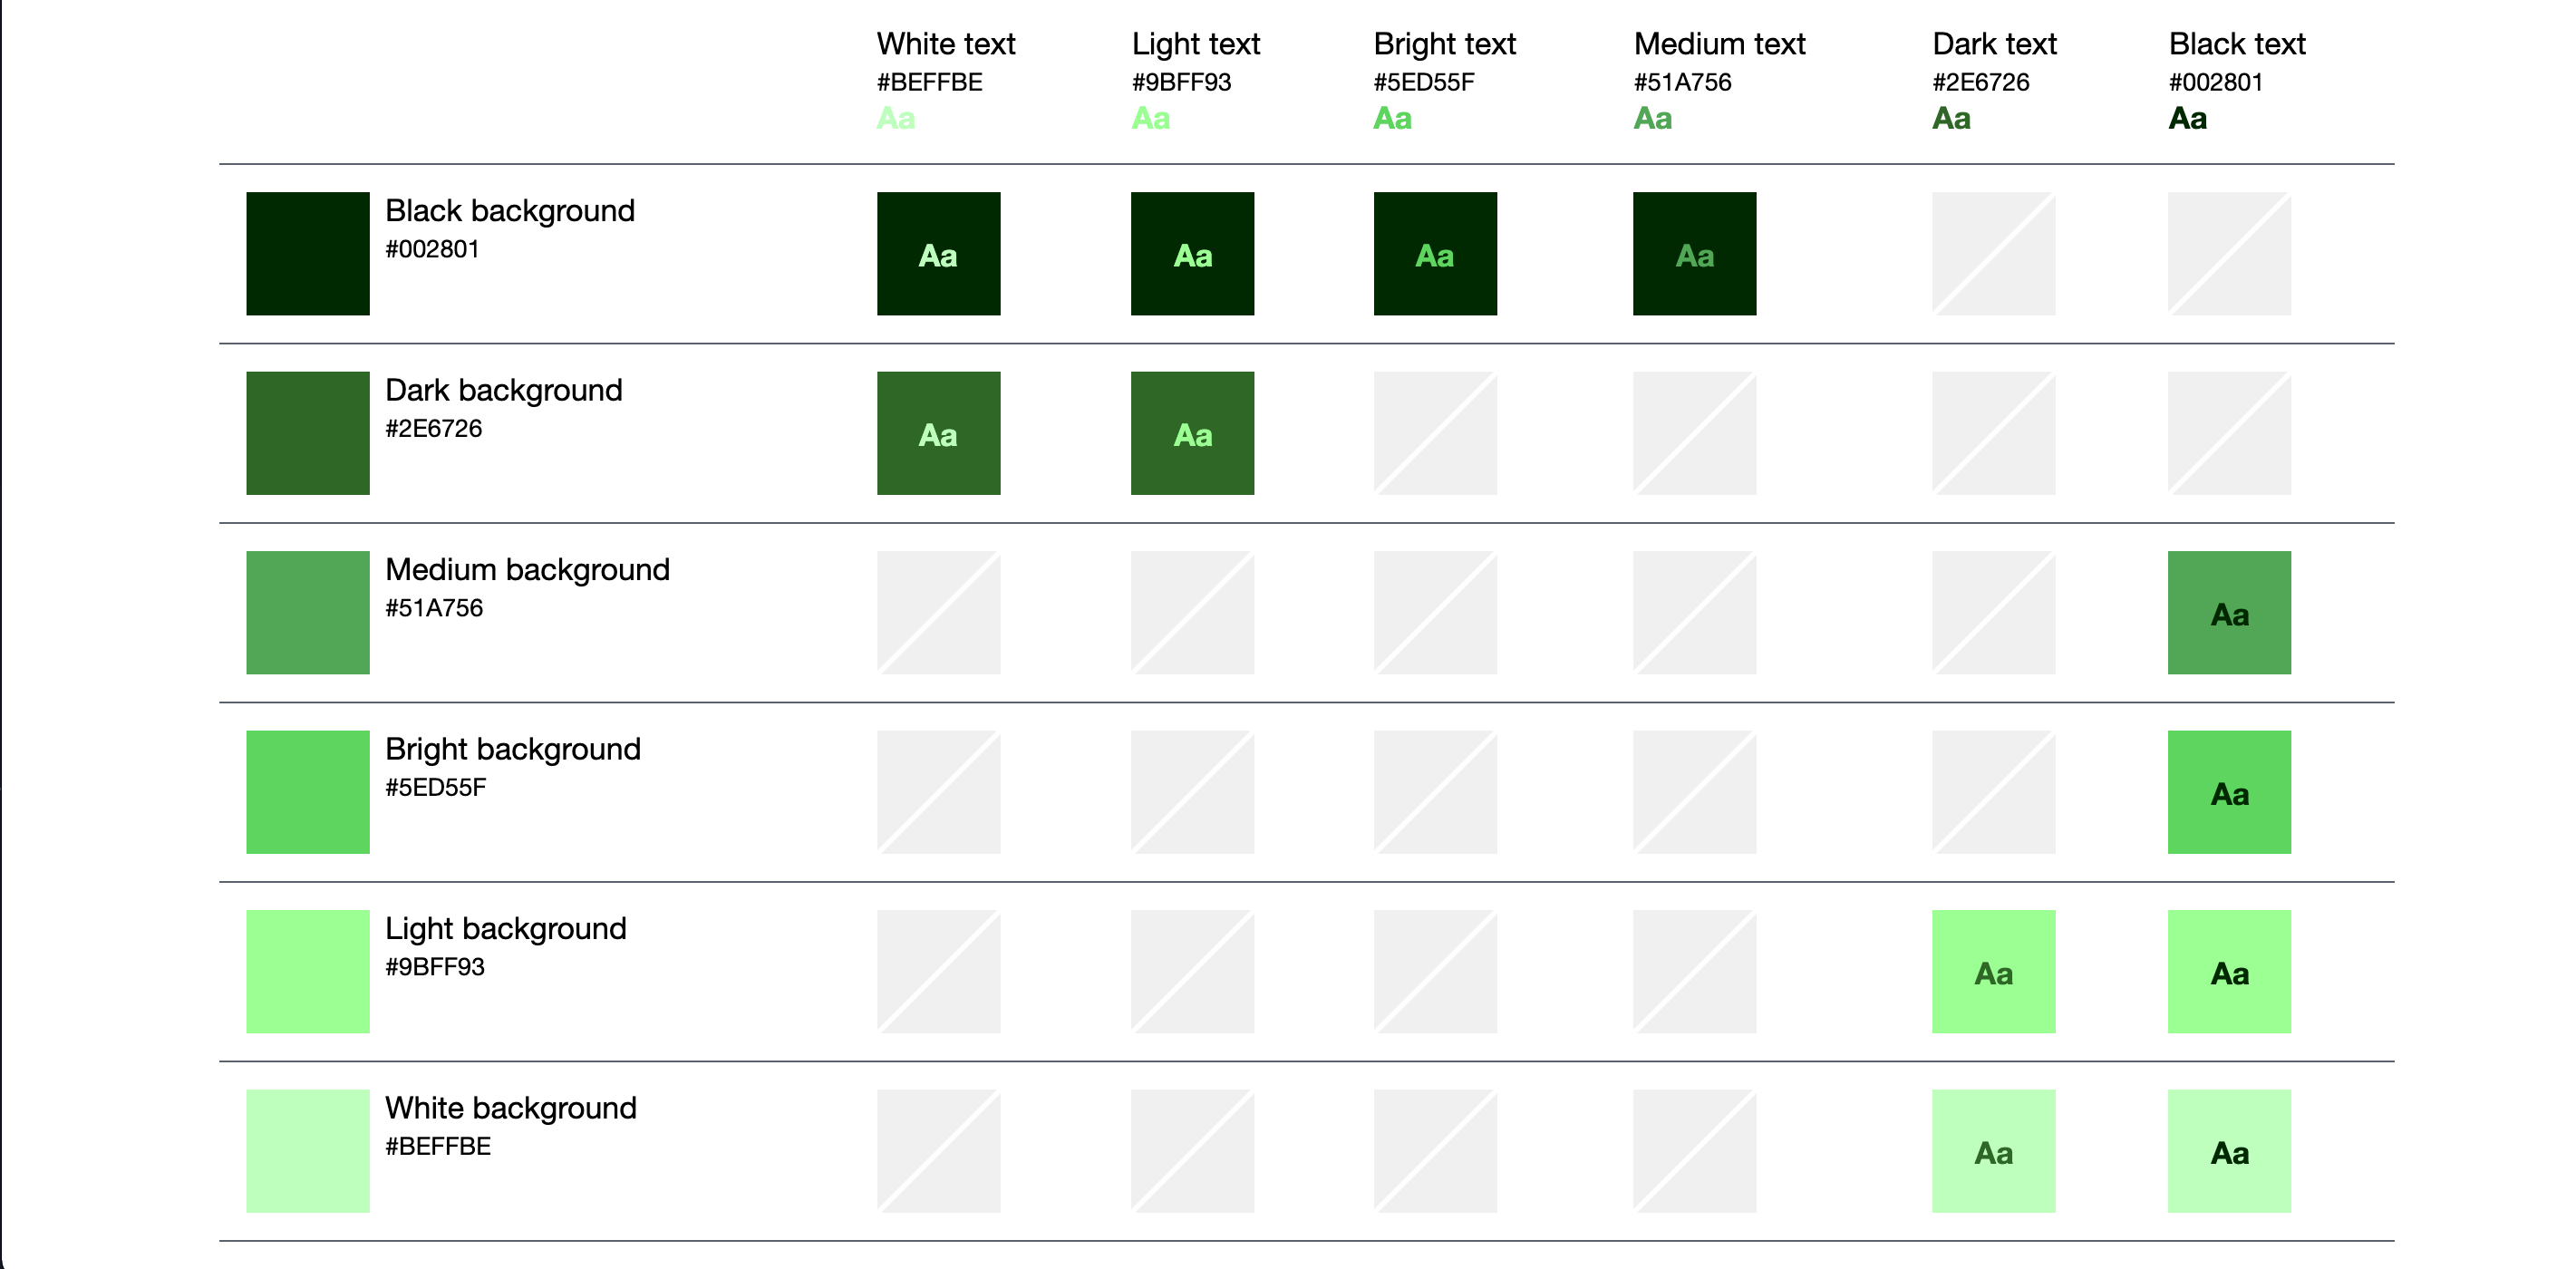 White text
Light text
Bright text
Medium text
Dark text
Black text
#BEFFBE
#9BFF93
#5ED55F
#51A756
#2E6726
#002801
Aa
Aa
Aa
Aa
Aa
Aa
Black background
#002801
Aa
Aa
Aa
Aa
Dark background
#2E6726
Aa
Aa
Medium background
#51A756
Aa
Bright background
#5ED55F
Aa
Light background
#9BFF93
Aa
Aa
White background
#BEFFBE
Aa
Aa